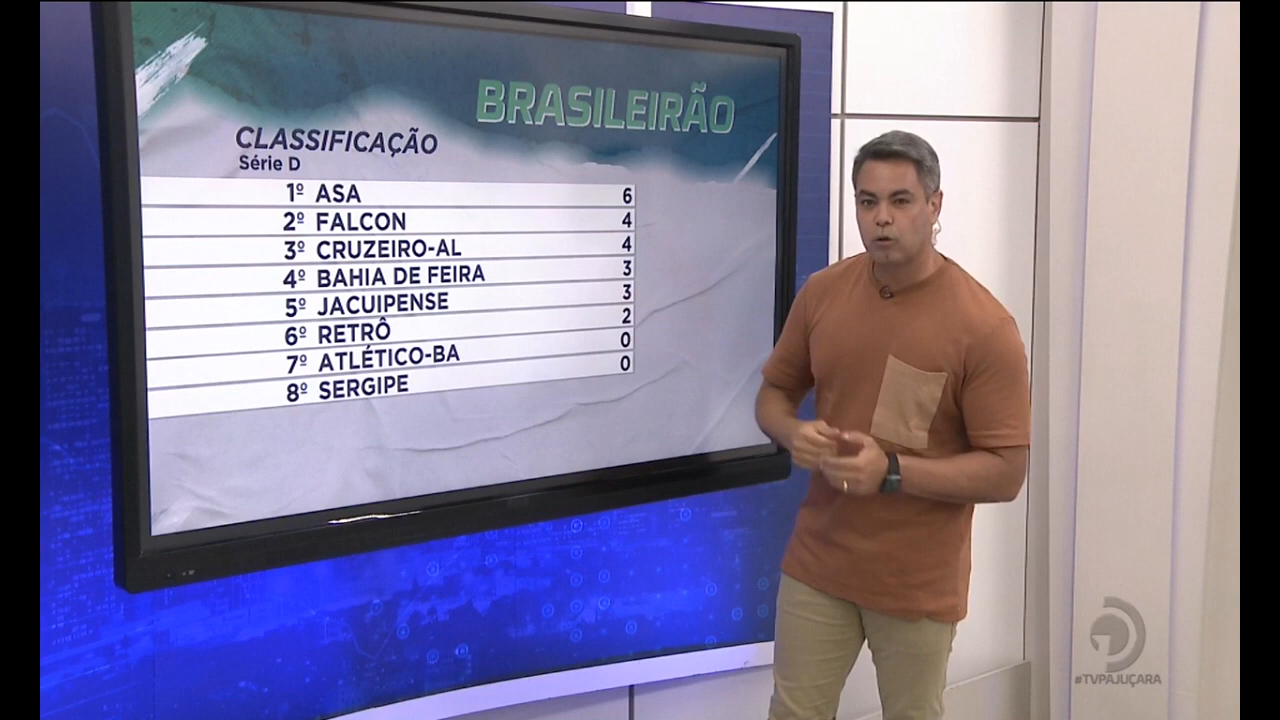 BRASILEIRÃO
CLASSIFICAÇÃO
Série D
1º ASA 6
2º FALCON 4
3º CRUZEIRO-AL 4
4º BAHIA DE FEIRA 3
5º JACUIPENSE 3
6º RETRÔ 2
7º ATLÉTICO-BA 0
8º SERGIPE 0
#TVPAJUÇARA